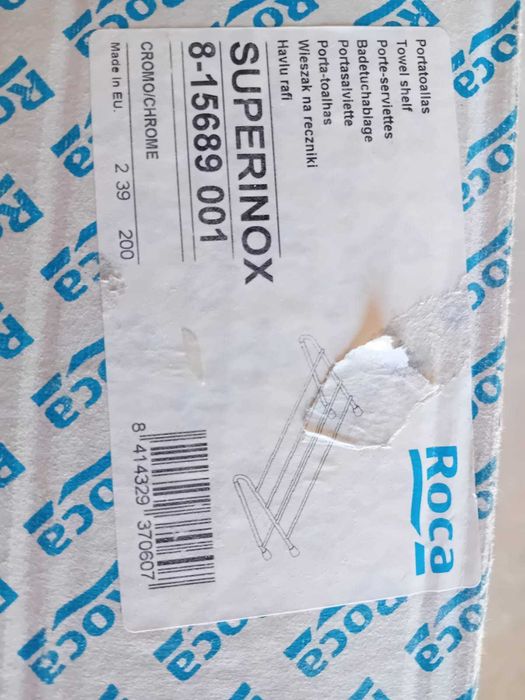 Portatoallas
Towel shelf
Porte-serviettes
Badetuchablage
Portasalviette
Porta-toalhas
Wieszak na reczniki
Havlu rafi
SUPERINOX
8-15689 001
CROMO/CHROME
Made in EU.
2 39 200
Roca
8 414329 370607